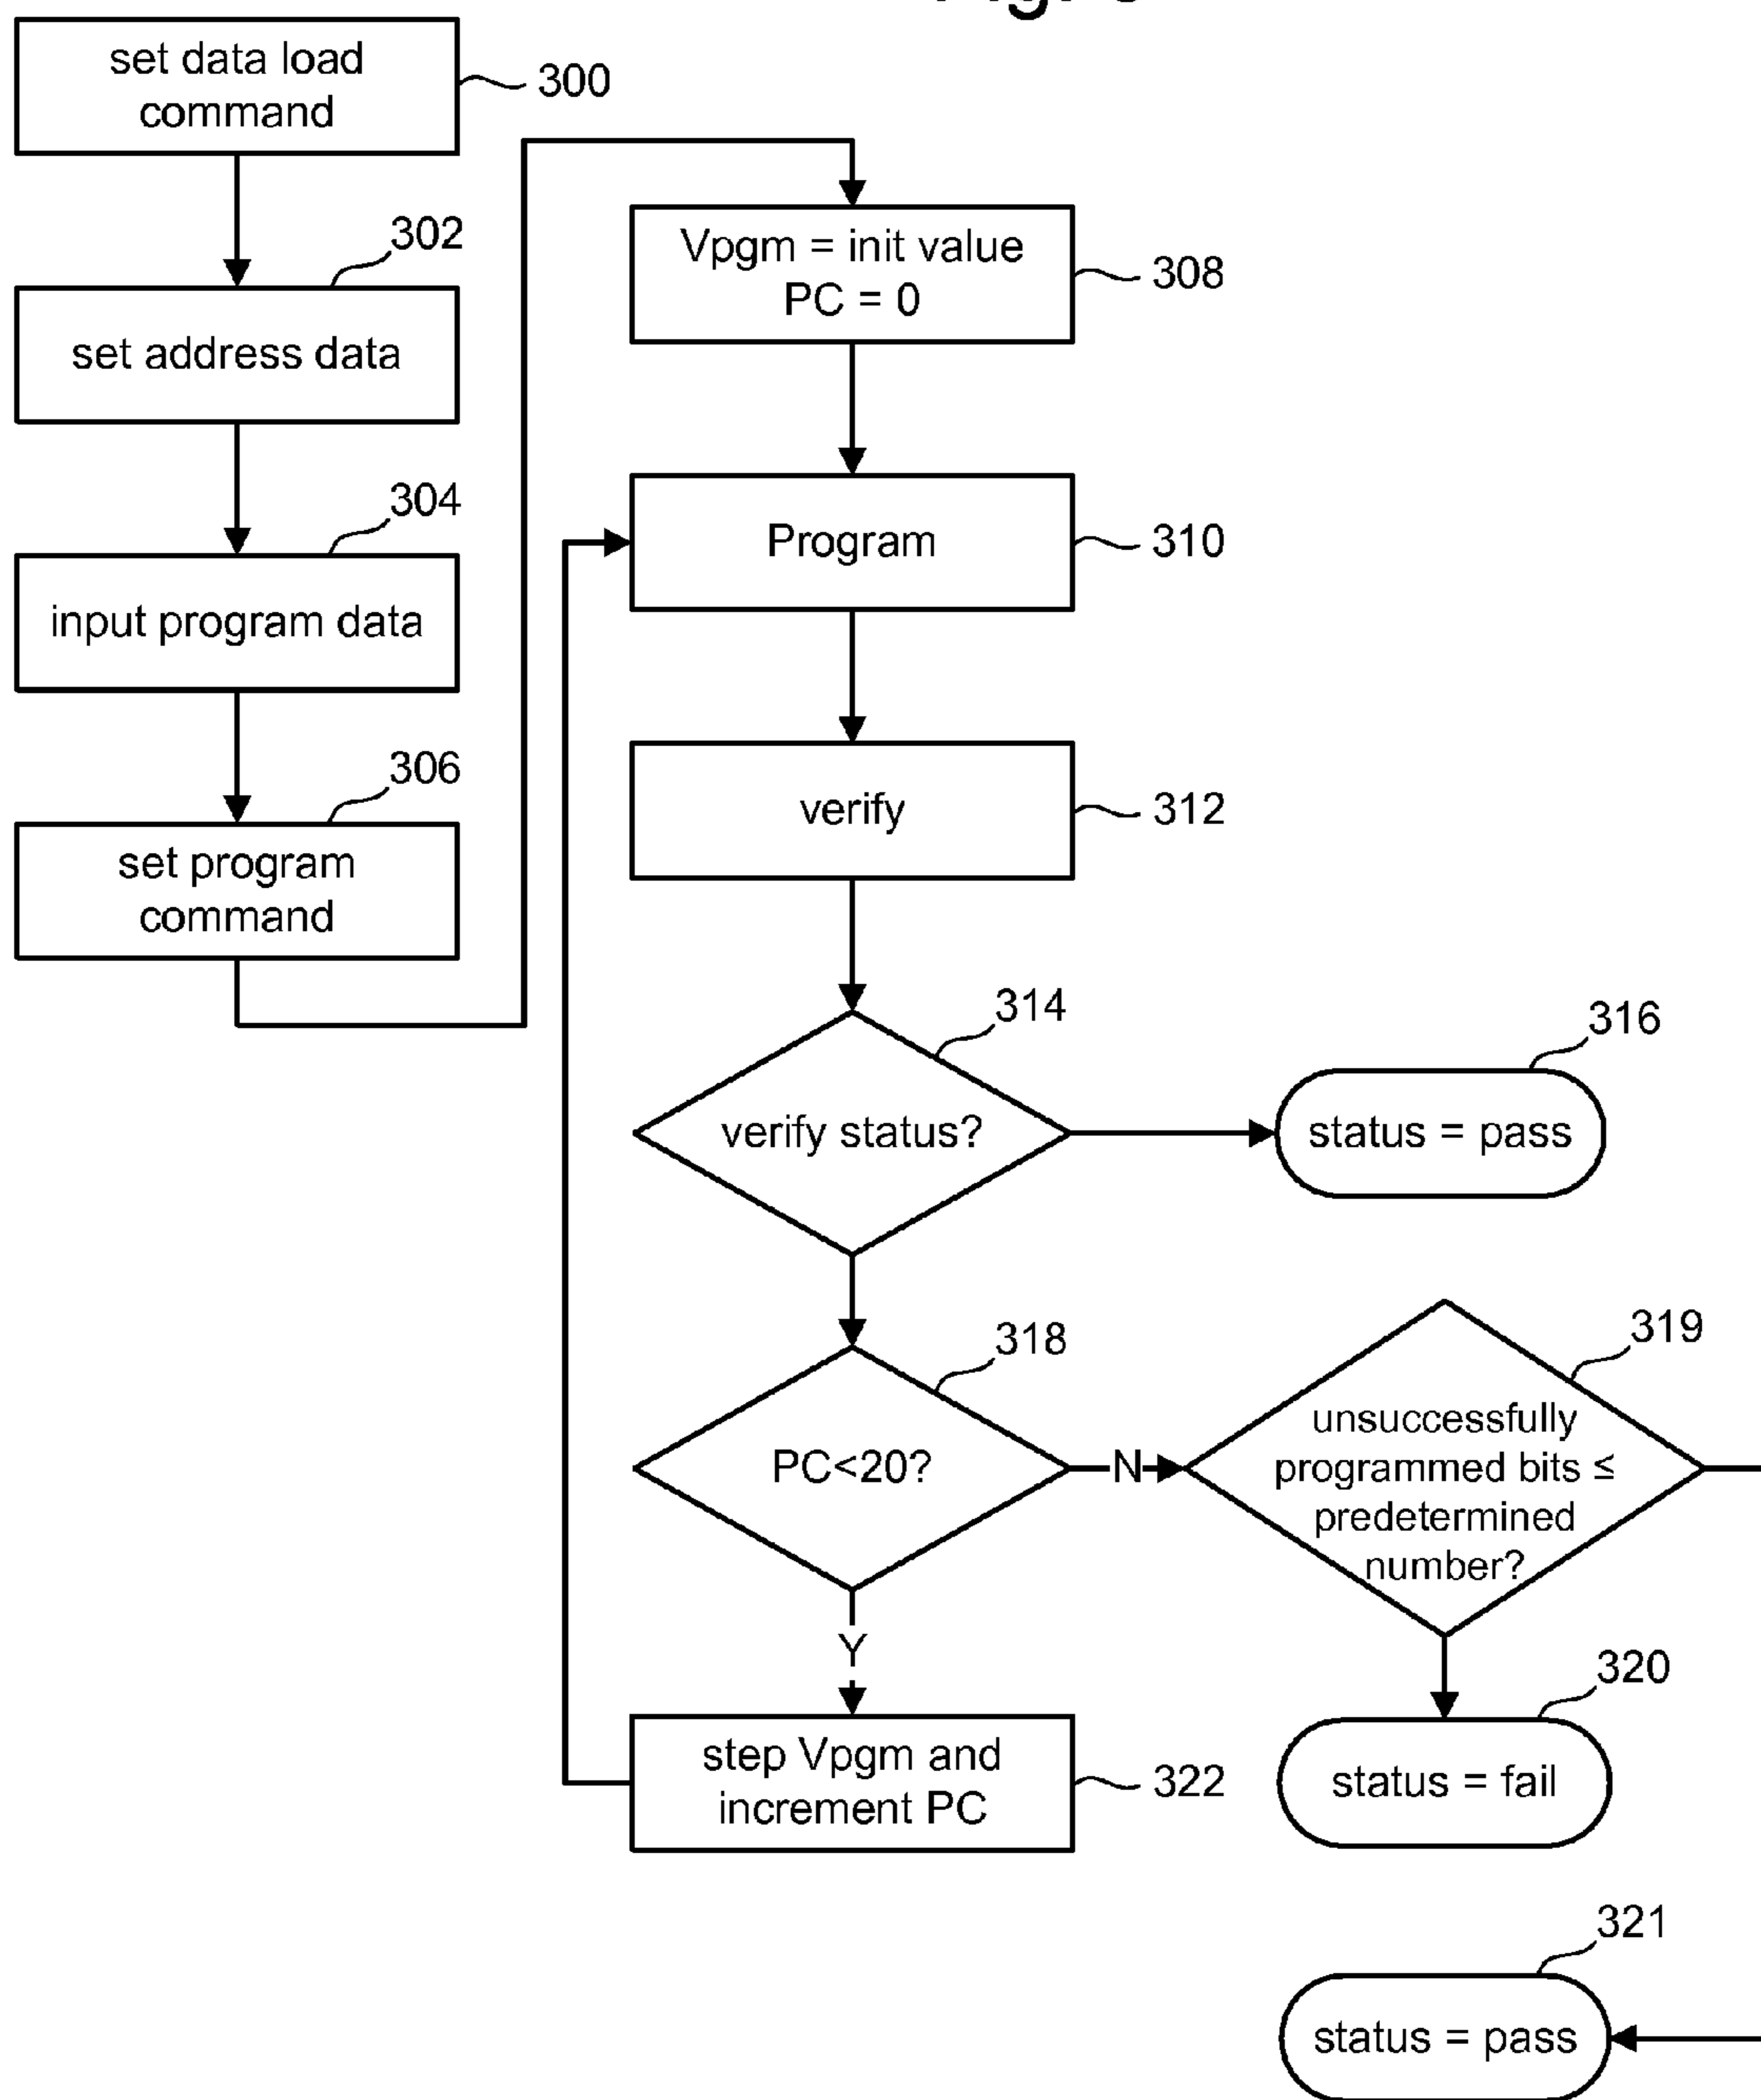 set data load
command
300
302
set address data
304
input program data
306
set program
command
Vpgm = init value
PC = 0
308
Program
310
verify
312
314
verify status?
316
status = pass
318
PC<20?
N
319
unsuccessfully
programmed bits ≤
predetermined
number?
Y
320
status = fail
step Vpgm and
increment PC
322
321
status = pass